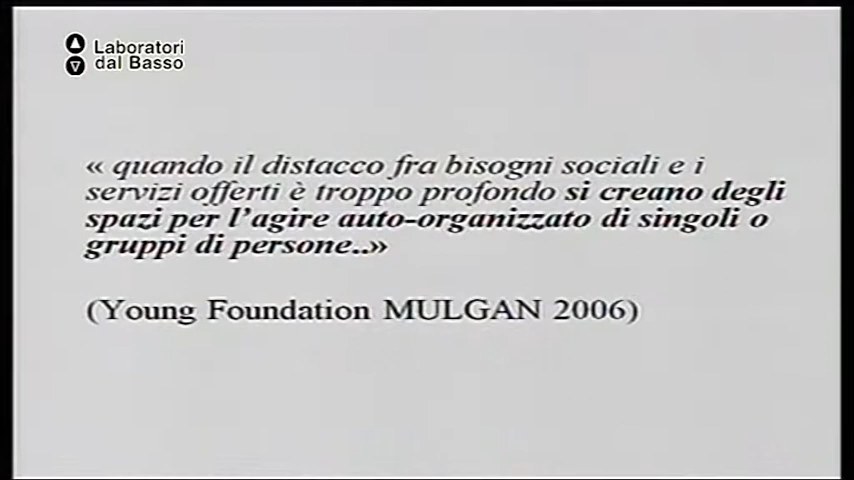 Laboratori
dal Basso
« quando il distacco fra bisogni sociali e i
servizi offerti è troppo profondo si creano degli
spazi per l’agire auto-organizzato di singoli o
gruppi di persone..»
(Young Foundation MULGAN 2006)